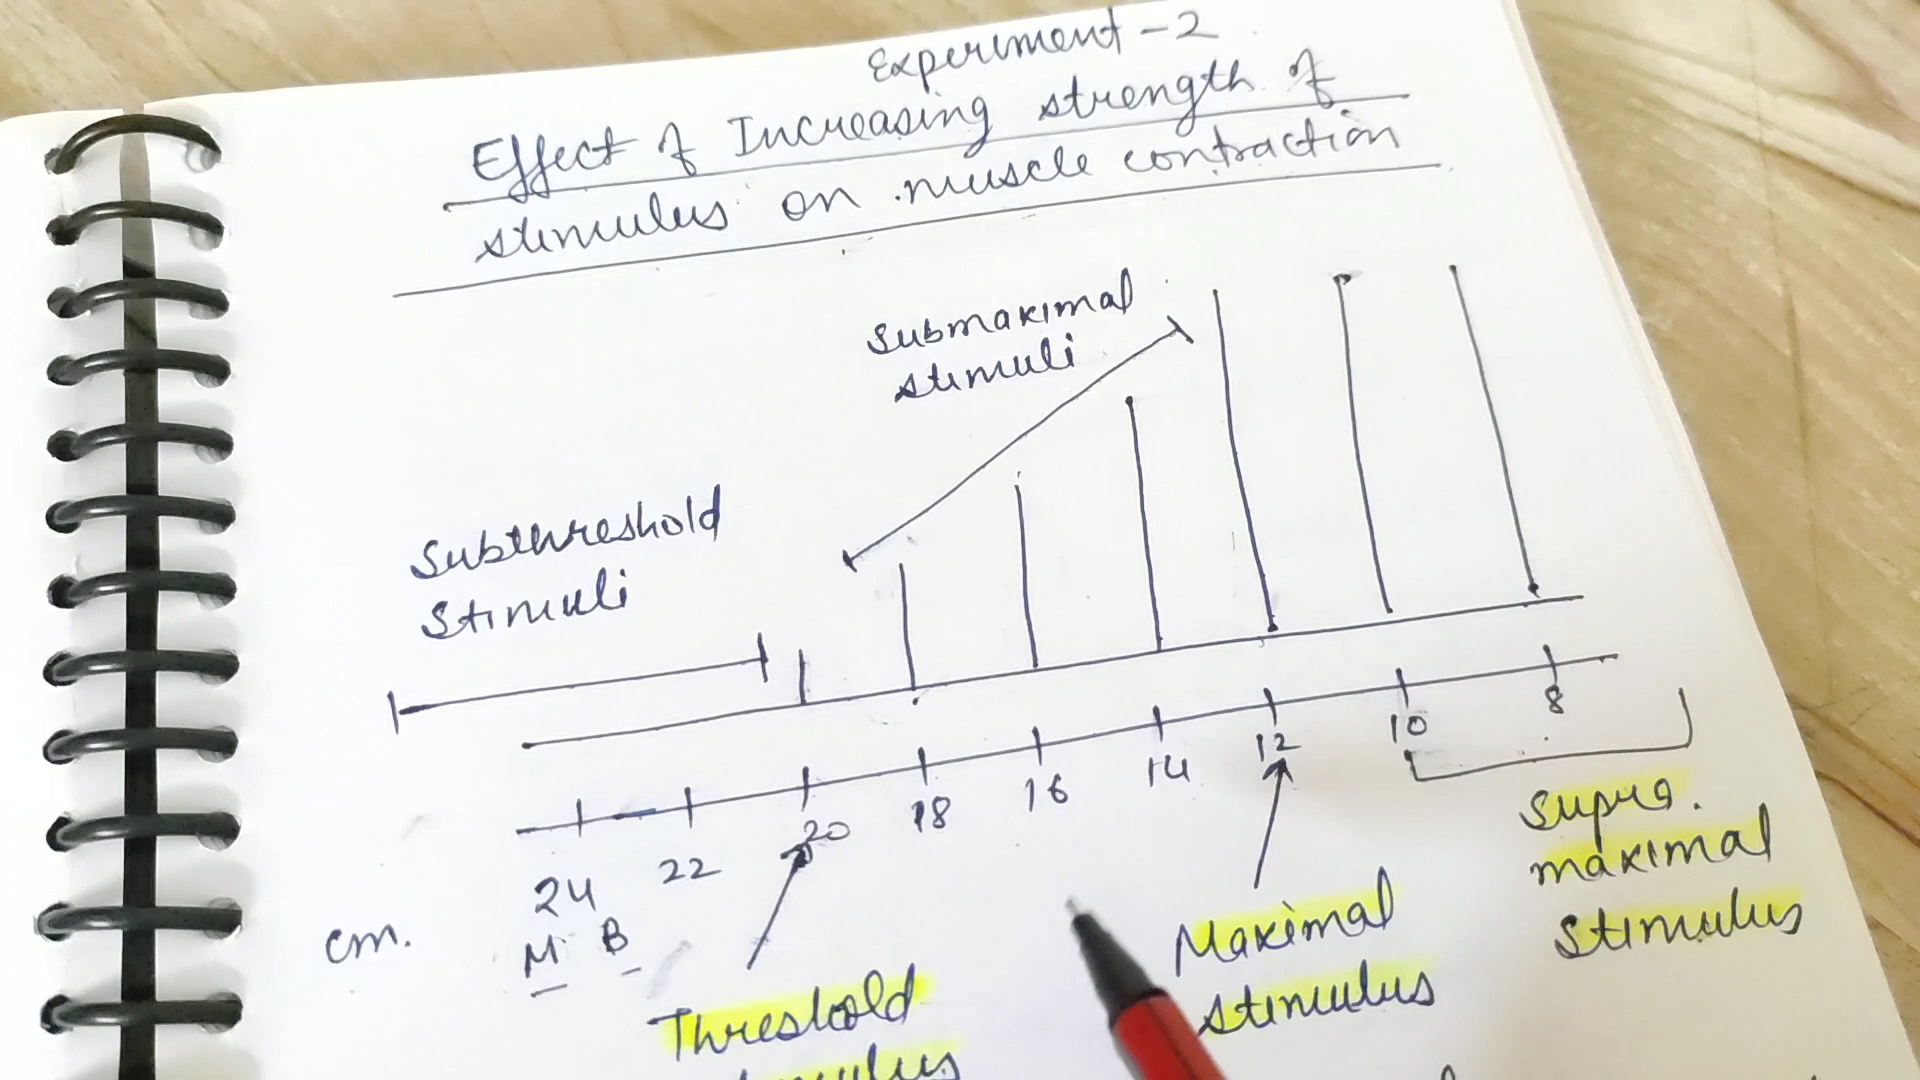 Experiment - 2
Effect of Increasing strength of
stimulus on muscle contraction
Submaximal
stimuli
Subthreshold
Stimuli
24 22 20 18 16 14 12 10 8
cm.
M B
Threshold
Maximal
stimulus
Supra.
maximal
stimulus